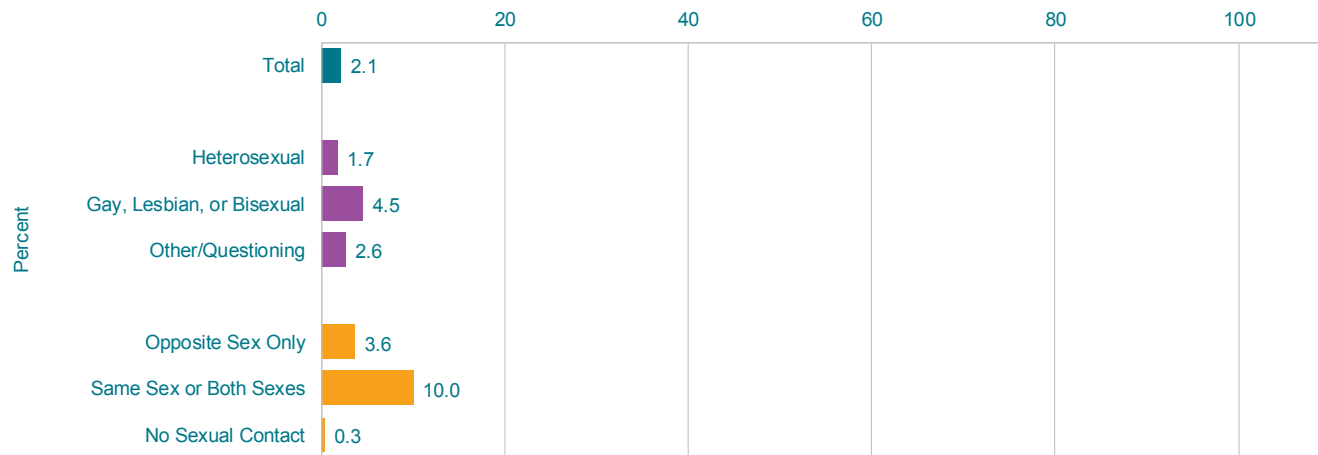 0 20 40 60 80 100
Total 2.1
Heterosexual 1.7
Gay, Lesbian, or Bisexual 4.5
Other/Questioning 2.6
Opposite Sex Only 3.6
Same Sex or Both Sexes 10.0
No Sexual Contact 0.3
Percent